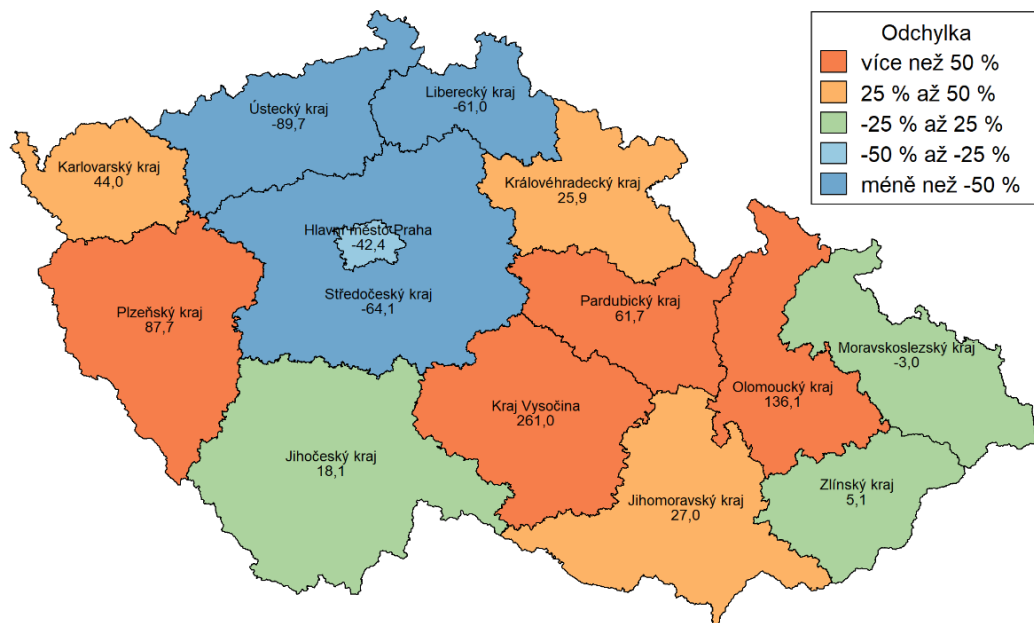 Odchylka
více než 50 %
25 % až 50 %
-25 % až 25 %
-50 % až -25 %
méně než -50 %
Ústecký kraj
-89,7
Liberecký kraj
-61,0
Karlovarský kraj
44,0
Královéhradecký kraj
25,9
Hlavní město Praha
-42,4
Středočeský kraj
-64,1
Plzeňský kraj
87,7
Pardubický kraj
61,7
Moravskoslezský kraj
-3,0
Olomoucký kraj
136,1
Kraj Vysočina
261,0
Jihočeský kraj
18,1
Jihomoravský kraj
27,0
Zlínský kraj
5,1